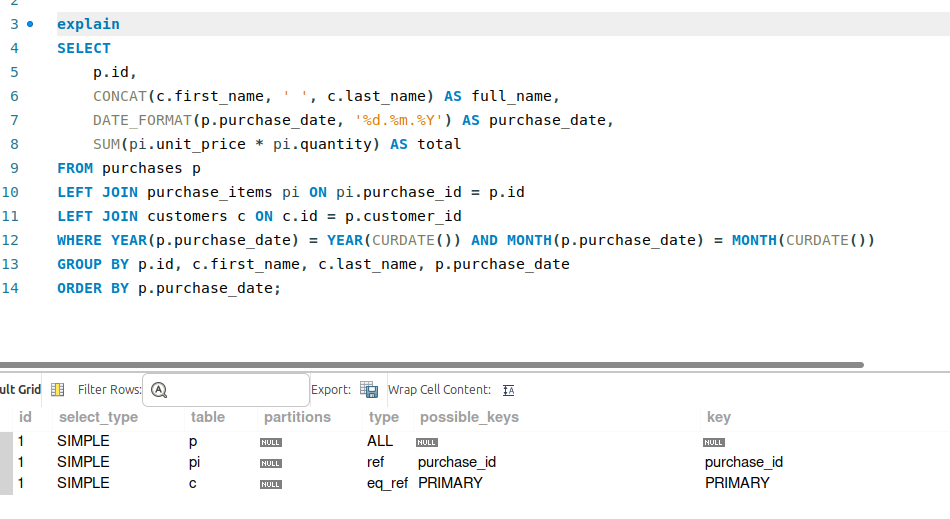 2
3 explain
4 SELECT
5 p.id,
6 CONCAT(c.first_name, ' ', c.last_name) AS full_name,
7 DATE_FORMAT(p.purchase_date, '%d.%m.%Y') AS purchase_date,
8 SUM(pi.unit_price * pi.quantity) AS total
9 FROM purchases p
10 LEFT JOIN purchase_items pi ON pi.purchase_id = p.id
11 LEFT JOIN customers c ON c.id = p.customer_id
12 WHERE YEAR(p.purchase_date) = YEAR(CURDATE()) AND MONTH(p.purchase_date) = MONTH(CURDATE())
13 GROUP BY p.id, c.first_name, c.last_name, p.purchase_date
14 ORDER BY p.purchase_date;
ult Grid Filter Rows: Export: Wrap Cell Content:
id select_type table partitions type possible_keys key
1 SIMPLE p NULL ALL NULL NULL
1 SIMPLE pi NULL ref purchase_id purchase_id
1 SIMPLE c NULL eq_ref PRIMARY PRIMARY